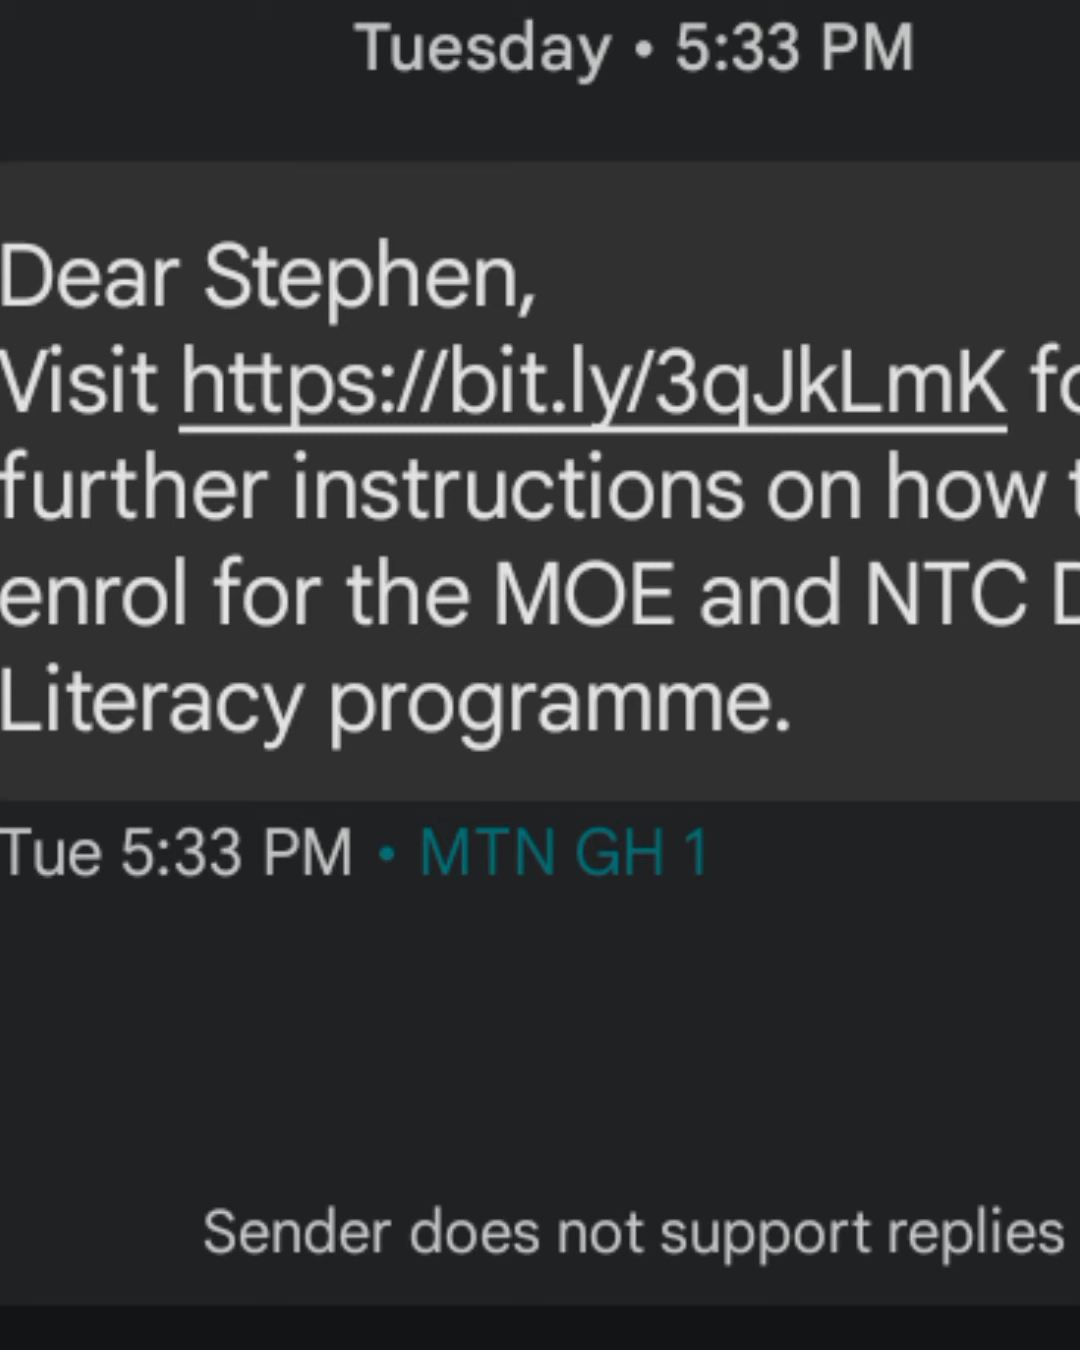 Tuesday • 5:33 PM
Dear Stephen,
Visit https://bit.ly/3qJkLmK
further instructions on how
enrol for the MOE and NTC
Literacy programme.
Tue 5:33 PM • MTN GH 1
Sender does not support replies